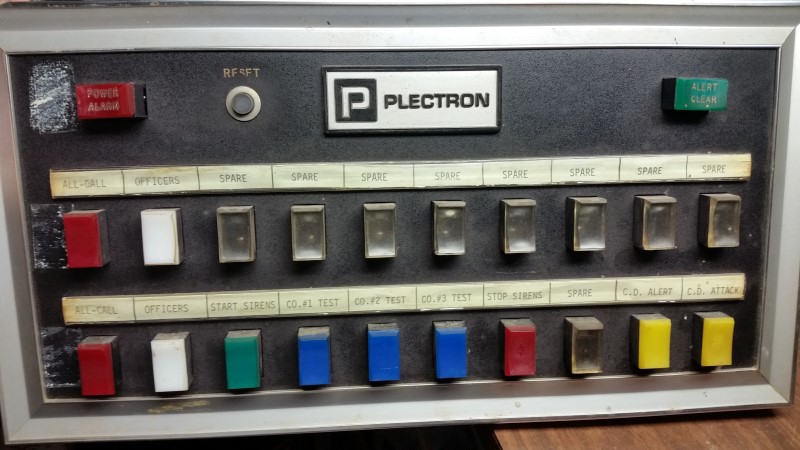 RESET
POWER
ALARM
P PLECTRON
ALERT
CLEAR
ALL-CALL OFFICERS SPARE SPARE SPARE SPARE SPARE SPARE SPARE SPARE
ALL-CALL OFFICERS START SIRENS CO.#1 TEST CO.#2 TEST CO.#3 TEST STOP SIRENS SPARE C.D. ALERT C.D. ATTACK